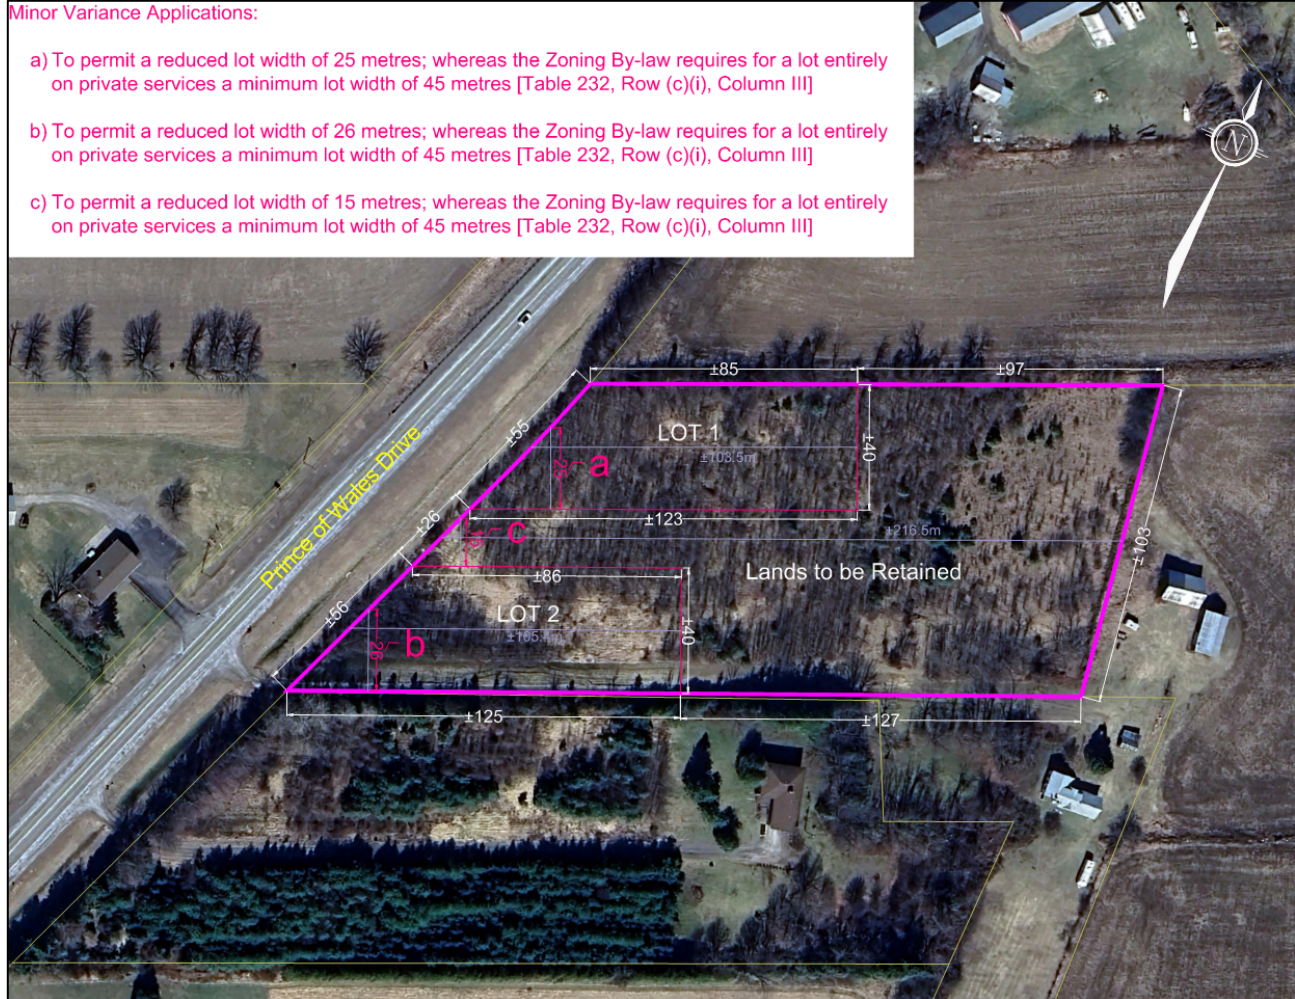 Minor Variance Applications:
a) To permit a reduced lot width of 25 metres; whereas the Zoning By-law requires for a lot entirely
on private services a minimum lot width of 45 metres [Table 232, Row (c)(i), Column III]
b) To permit a reduced lot width of 26 metres; whereas the Zoning By-law requires for a lot entirely
on private services a minimum lot width of 45 metres [Table 232, Row (c)(i), Column III]
c) To permit a reduced lot width of 15 metres; whereas the Zoning By-law requires for a lot entirely
on private services a minimum lot width of 45 metres [Table 232, Row (c)(i), Column III]
N
±85
±97
±55
LOT 1
±103.5m
±40
25
a
Prince of Wales Drive
±26
±123
15
c
±216.5m
±103
±86
Lands to be Retained
±56
LOT 2
±40
26
b
±125
±127